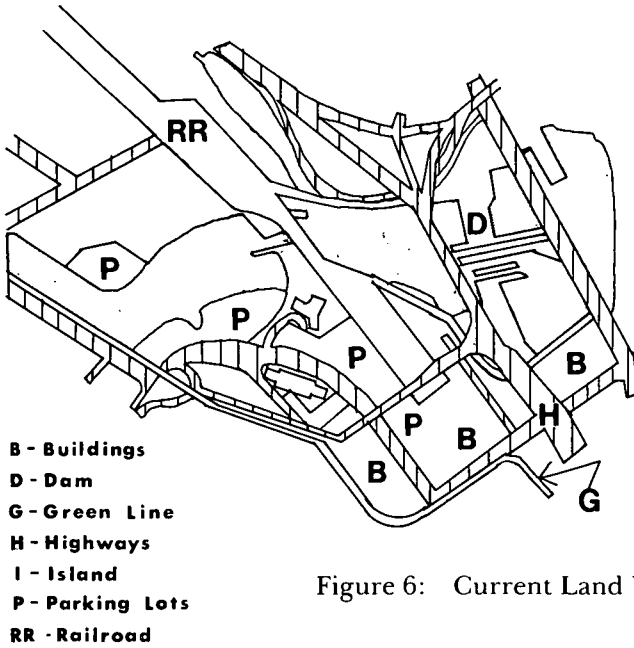 RR
D
P
P
P
B
P
B
H
B
G
B - Buildings
D - Dam
G - Green Line
H - Highways
I - Island
P - Parking Lots
RR - Railroad
Figure 6: Current Land